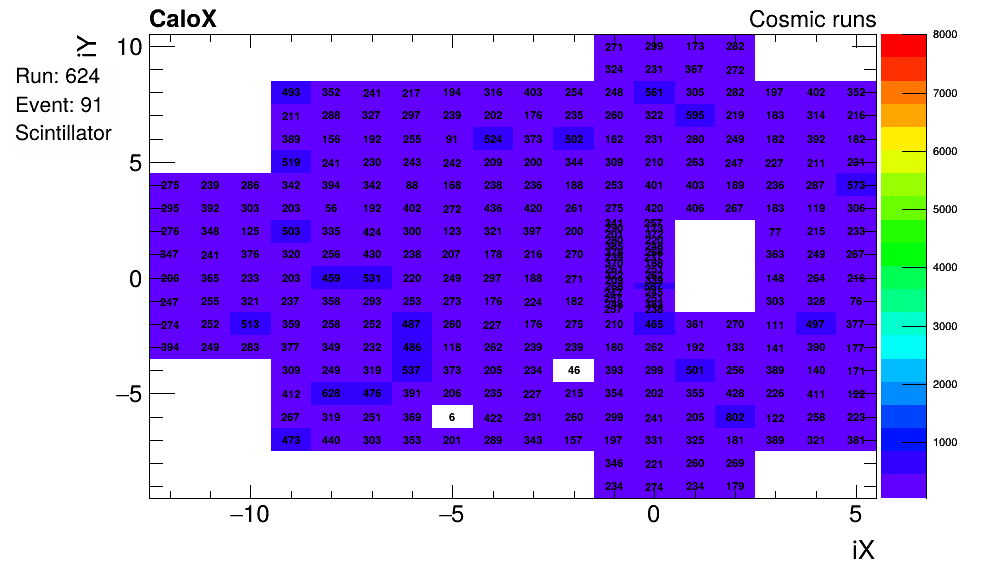 CaloX Cosmic runs
iY
Run: 624
Event: 91
Scintillator
10 271 299 173 282 8000
324 231 367 272
493 352 241 217 194 316 403 254 248 561 305 282 197 402 352 7000
211 288 327 297 239 202 176 235 260 322 595 219 183 314 216
389 156 192 255 91 524 373 502 162 231 280 249 182 392 182 6000
5 519 241 230 243 242 209 200 344 309 210 263 247 227 211 231
275 239 286 342 394 342 88 168 238 236 188 253 401 403 189 236 287 573 5000
295 392 303 203 56 192 402 272 436 420 261 275 420 406 267 183 119 306
276 348 125 503 335 424 300 123 321 397 200 77 215 233 4000
347 241 376 320 256 430 238 207 178 216 270 363 249 267
0 206 365 233 203 459 531 220 249 297 188 271 148 264 216
247 255 321 237 358 293 253 273 176 224 182 303 328 76 3000
274 252 513 359 258 252 487 260 227 176 275 210 465 361 270 111 497 377
394 249 283 377 349 232 486 118 262 239 239 180 262 192 133 141 390 177
309 249 319 537 373 205 234 46 393 299 501 256 389 140 171 2000
−5 412 628 476 391 206 235 227 215 354 202 355 428 226 411 122
267 319 251 369 6 422 231 260 299 241 205 802 122 258 223 1000
473 440 303 353 201 289 343 157 197 331 325 181 389 321 381
346 221 260 269
234 274 234 179
−10 −5 0 5
iX